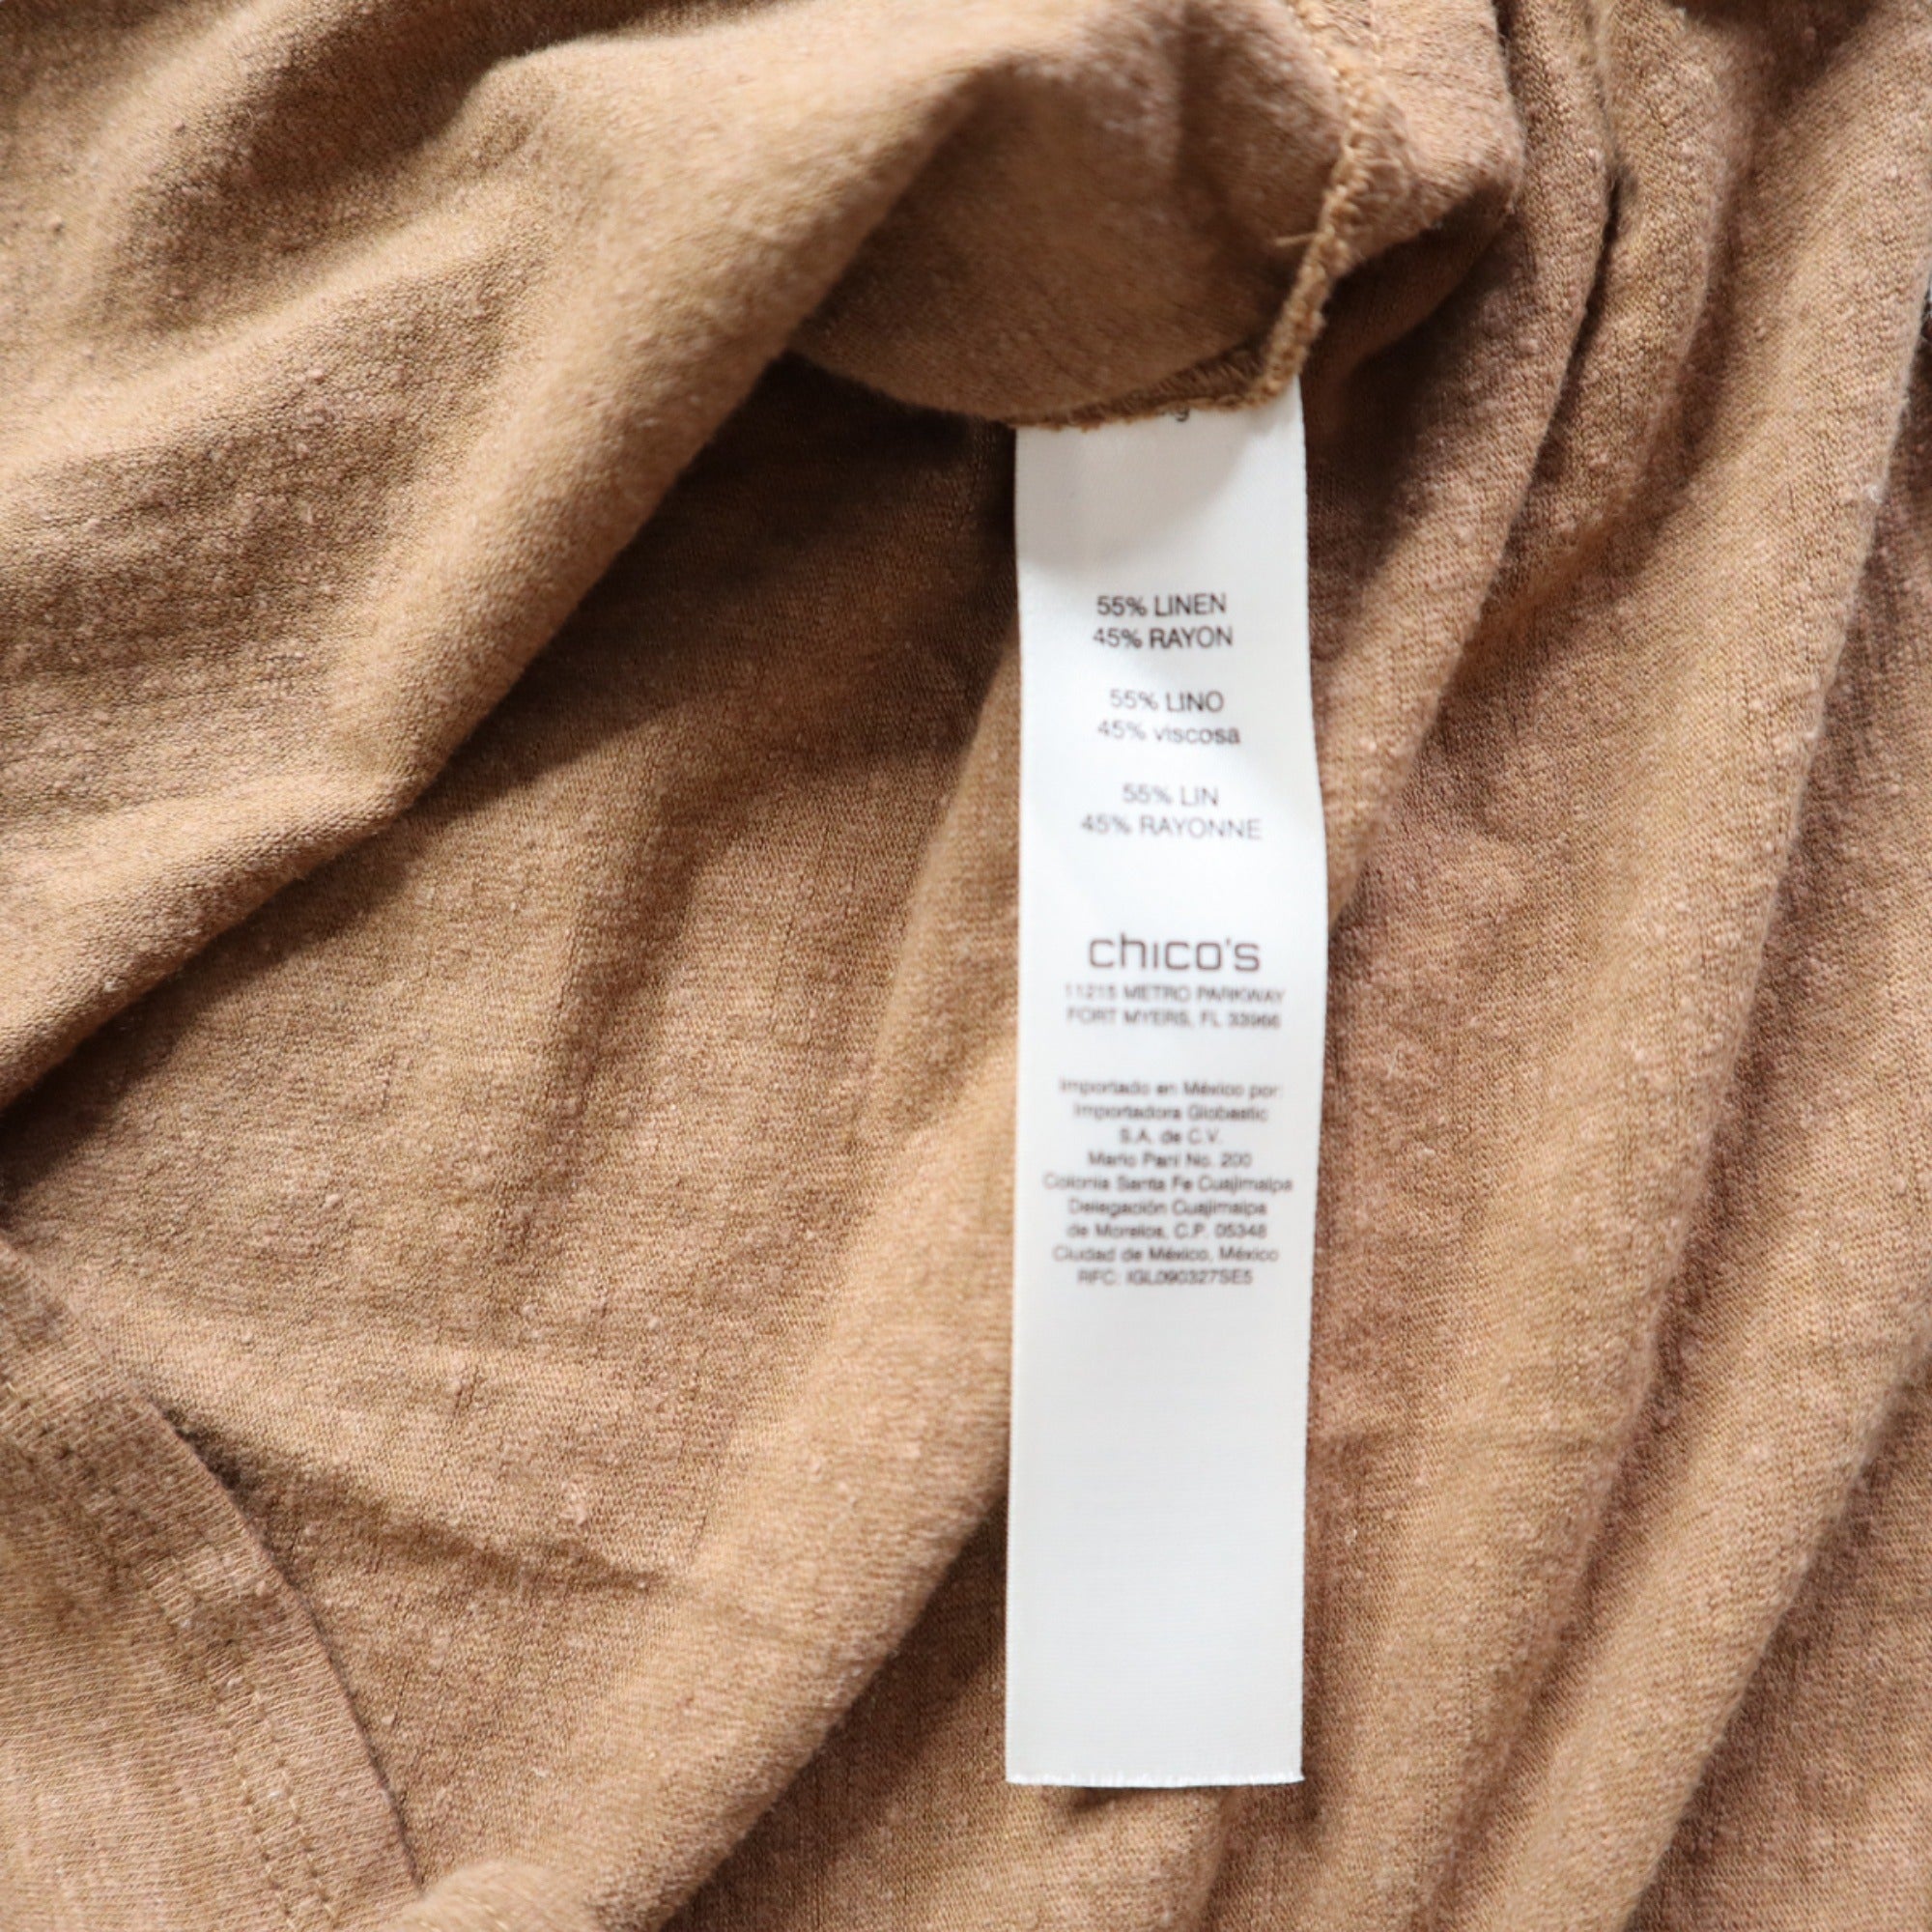 55% LINEN
45% RAYON
55% LINO
45% viscosa
55% LIN
45% RAYONNE
chico's
11215 METRO PARKWAY
FORT MYERS, FL 33966
Importado en México por:
Importadora Globastic
S.A. de C.V.
Mario Pani No. 200
Colonia Santa Fe Cuajimalpa
Delegación Cuajimalpa
de Morelos, C.P. 05348
Ciudad de México, México
RFC: IGL090327SE5